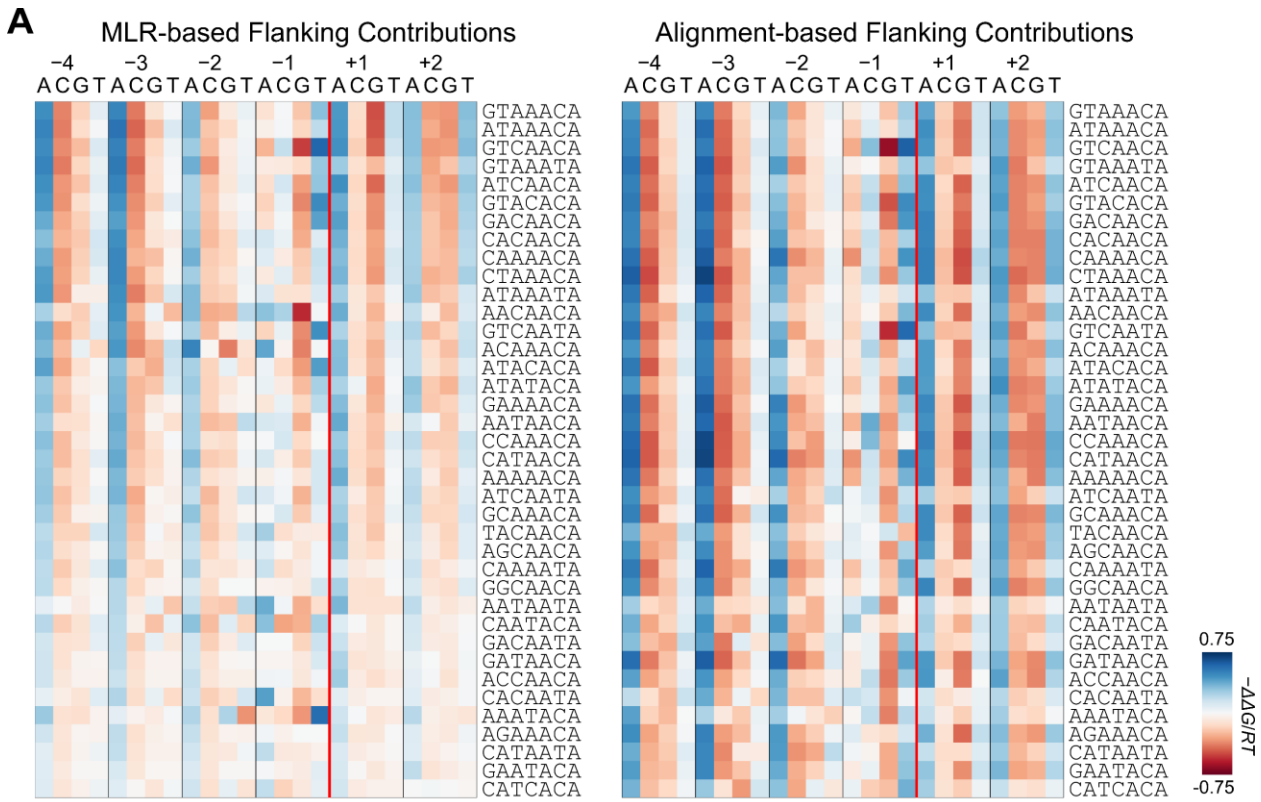 A
MLR-based Flanking Contributions
Alignment-based Flanking Contributions
−4 −3 −2 −1 +1 +2
A C G T A C G T A C G T A C G T A C G T A C G T
−4 −3 −2 −1 +1 +2
A C G T A C G T A C G T A C G T A C G T A C G T
GTAAACA GTAAACA
ATAAACA ATAAACA
GTCAACA GTCAACA
GTAAATA GTAAATA
ATCAACA ATCAACA
GTACACA GTACACA
GACAACA GACAACA
CACAACA CACAACA
CAAAACA CAAAACA
CTAAACA CTAAACA
ATAAATA ATAAATA
AACAACA AACAACA
GTCAATA GTCAATA
ACAAACA ACAAACA
ATACACA ATACACA
ATATACA ATATACA
GAAAACA GAAAACA
AATAACA AATAACA
CCAAACA CCAAACA
CATAACA CATAACA
AAAAACA AAAAACA
ATCAATA ATCAATA
GCAAACA GCAAACA
TACAACA TACAACA
AGCAACA AGCAACA
CAAAATA CAAAATA
GGCAACA GGCAACA
AATAATA AATAATA
CAATACA CAATACA
GACAATA GACAATA
GATAACA GATAACA
ACCAACA ACCAACA
CACAATA CACAATA
AAATACA AAATACA
AGAAACA AGAAACA
CATAATA CATAATA
GAATACA GAATACA
CATCACA CATCACA
0.75
−ΔΔG/RT
-0.75